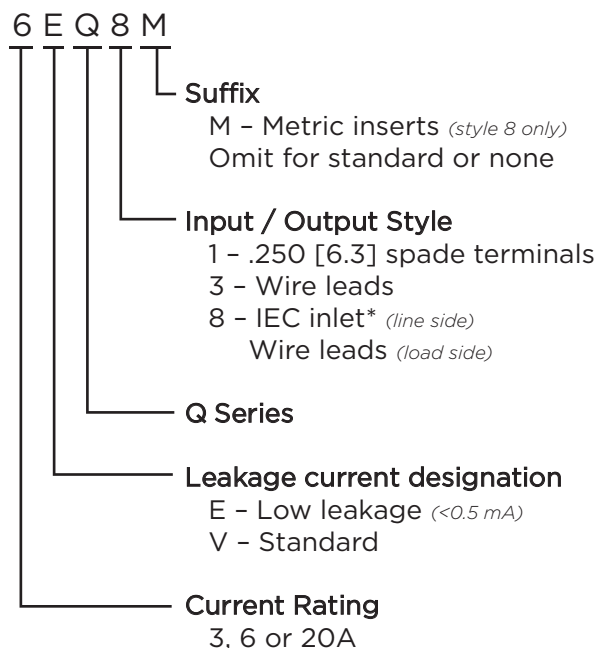 6 E Q 8 M
Suffix
M – Metric inserts (style 8 only)
Omit for standard or none
Input / Output Style
1 – .250 [6.3] spade terminals
3 – Wire leads
8 – IEC inlet* (line side)
Wire leads (load side)
Q Series
Leakage current designation
E – Low leakage (<0.5 mA)
V – Standard
Current Rating
3, 6 or 20A